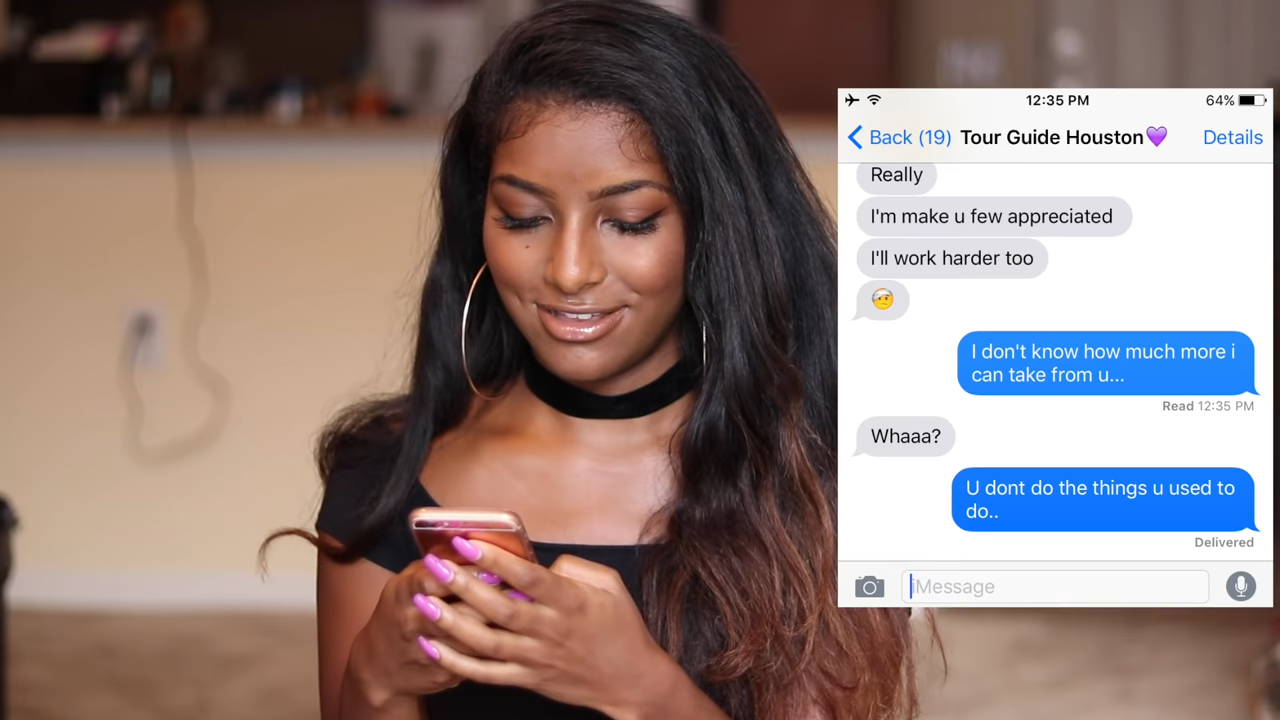 12:35 PM
64%
Back (19) Tour Guide Houston💜 Details
Really
I'm make u few appreciated
I'll work harder too
🤕
I don't know how much more i
can take from u...
Read 12:35 PM
Whaaa?
U dont do the things u used to
do..
Delivered
iMessage